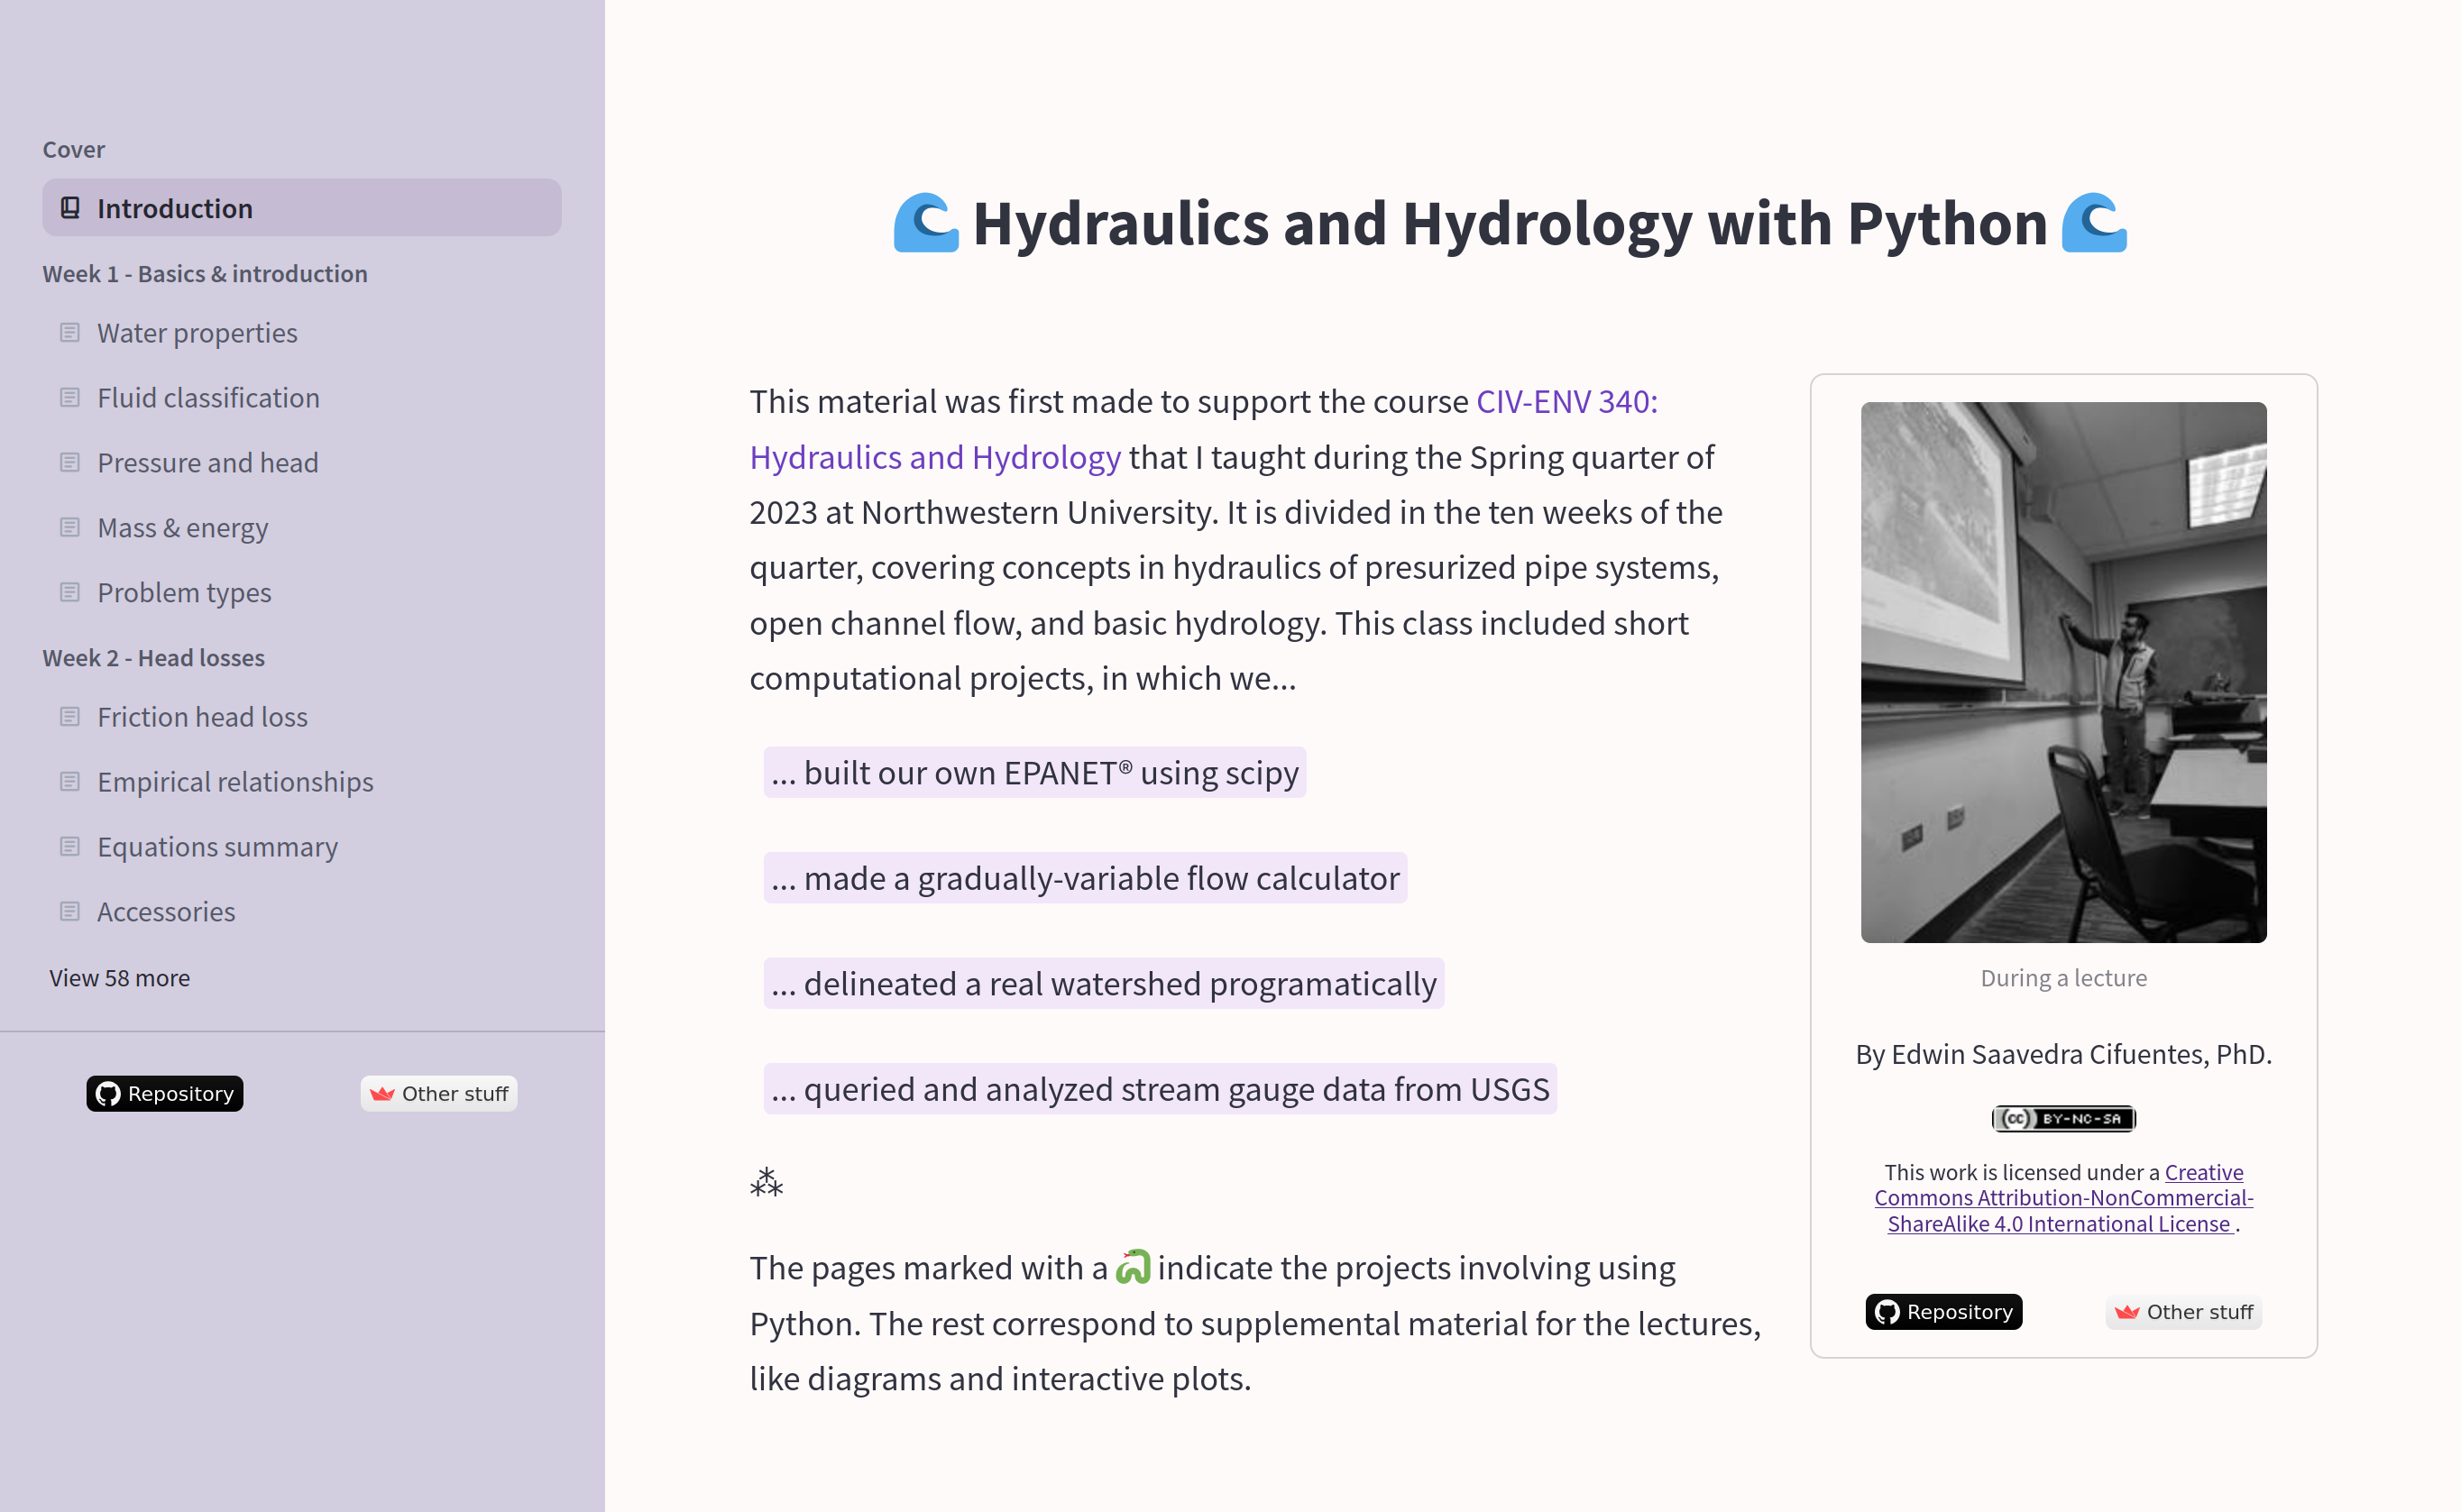 Cover
Introduction
Week 1 - Basics & introduction
Water properties
Fluid classification
Pressure and head
Mass & energy
Problem types
Week 2 - Head losses
Friction head loss
Empirical relationships
Equations summary
Accessories
View 58 more
Repository
Other stuff
Hydraulics and Hydrology with Python
This material was first made to support the course CIV-ENV 340:
Hydraulics and Hydrology that I taught during the Spring quarter of
2023 at Northwestern University. It is divided in the ten weeks of the
quarter, covering concepts in hydraulics of presurized pipe systems,
open channel flow, and basic hydrology. This class included short
computational projects, in which we...
... built our own EPANET® using scipy
... made a gradually-variable flow calculator
... delineated a real watershed programatically
... queried and analyzed stream gauge data from USGS
⁂
The pages marked with a 🐍 indicate the projects involving using
Python. The rest correspond to supplemental material for the lectures,
like diagrams and interactive plots.
During a lecture
By Edwin Saavedra Cifuentes, PhD.
cc BY-NC-SA
This work is licensed under a Creative
Commons Attribution-NonCommercial-
ShareAlike 4.0 International License .
Repository
Other stuff